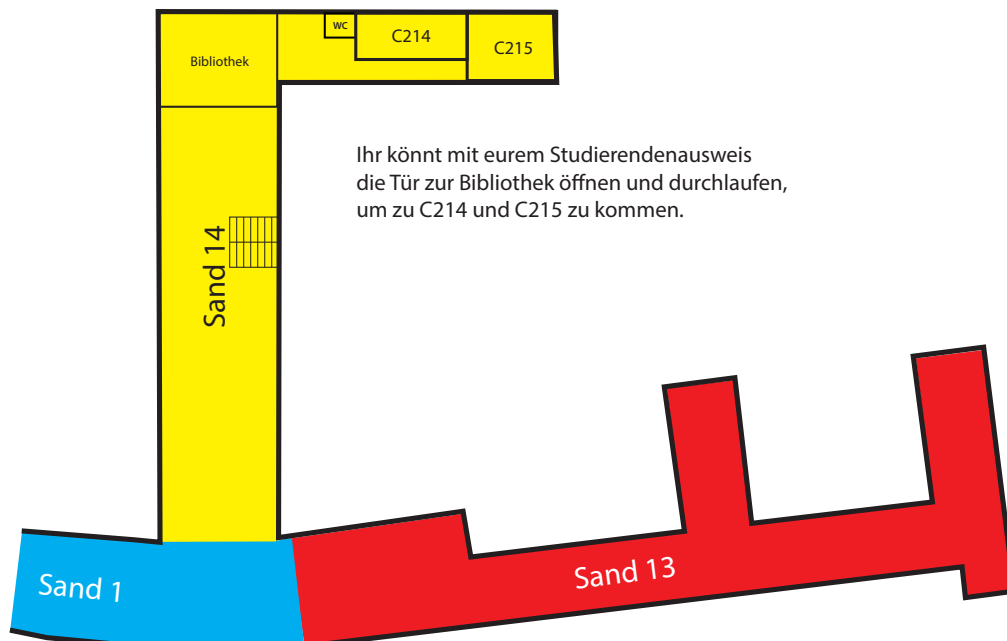 WC
C214
C215
Bibliothek
Ihr könnt mit eurem Studierendenausweis
die Tür zur Bibliothek öffnen und durchlaufen,
um zu C214 und C215 zu kommen.
Sand 14
Sand 13
Sand 1